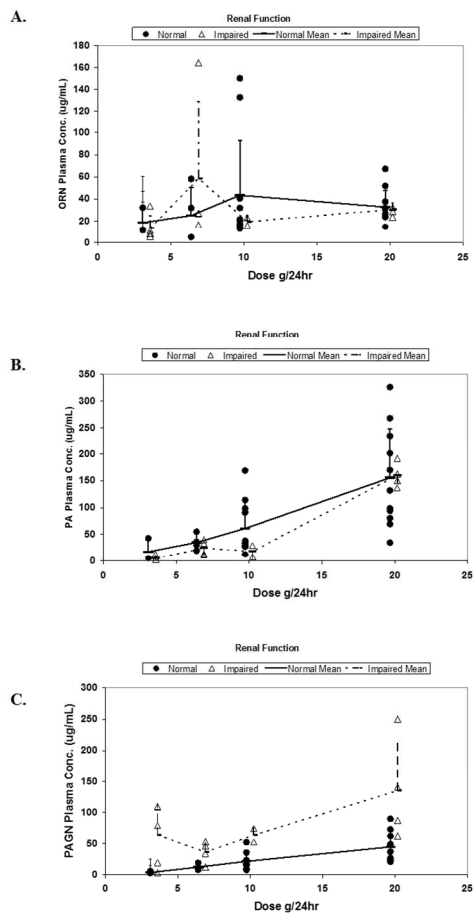 A.
Renal Function
Normal Impaired Normal Mean Impaired Mean
180
160
140
120
100
80
60
40
20
0
ORN Plasma Conc. (ug/mL)
0 5 10 15 20 25
Dose g/24hr
B.
Renal Function
Normal Impaired Normal Mean Impaired Mean
350
300
250
200
150
100
50
0
PA Plasma Conc. (ug/mL)
0 5 10 15 20 25
Dose g/24hr
C.
Renal Function
Normal Impaired Normal Mean Impaired Mean
300
250
200
150
100
50
0
PAGN Plasma Conc. (ug/mL)
0 5 10 15 20 25
Dose g/24hr